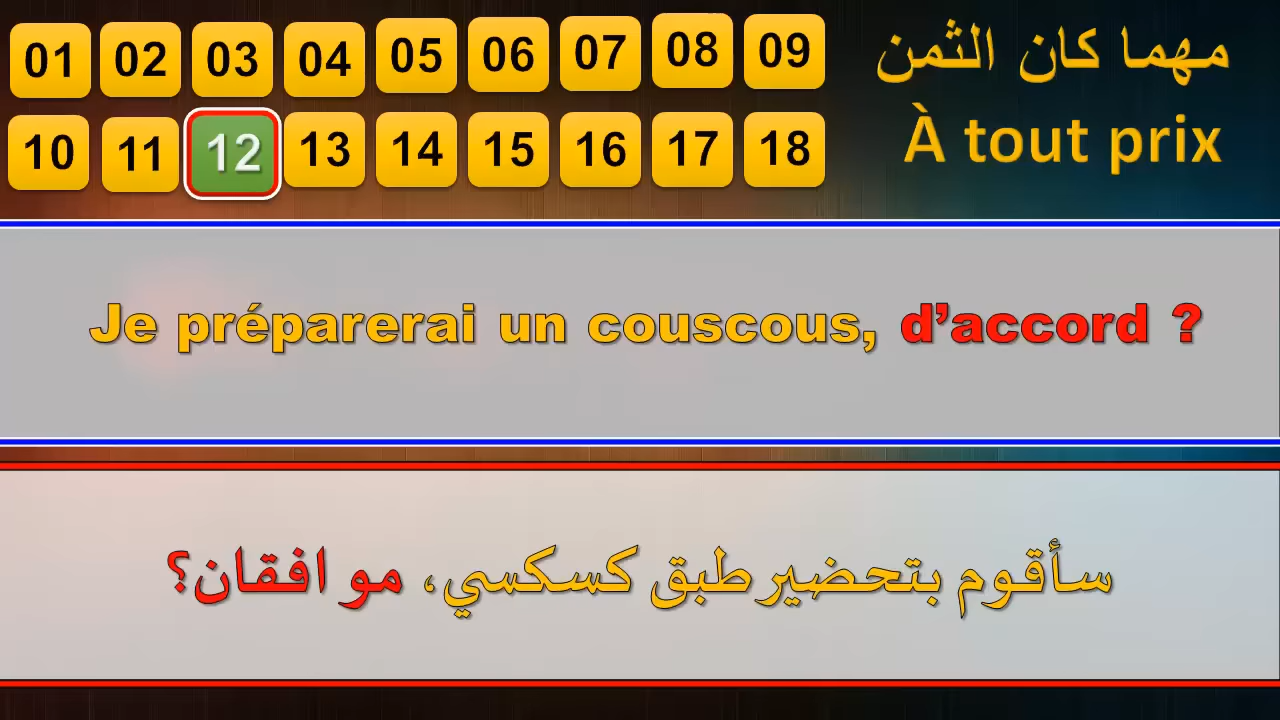 01 02 03 04 05 06 07 08 09
10 11 12 13 14 15 16 17 18
مهما كان الثمن
À tout prix
Je préparerai un couscous, d’accord ?
سأقوم بتحضير طبق كسكسي، موافقان؟